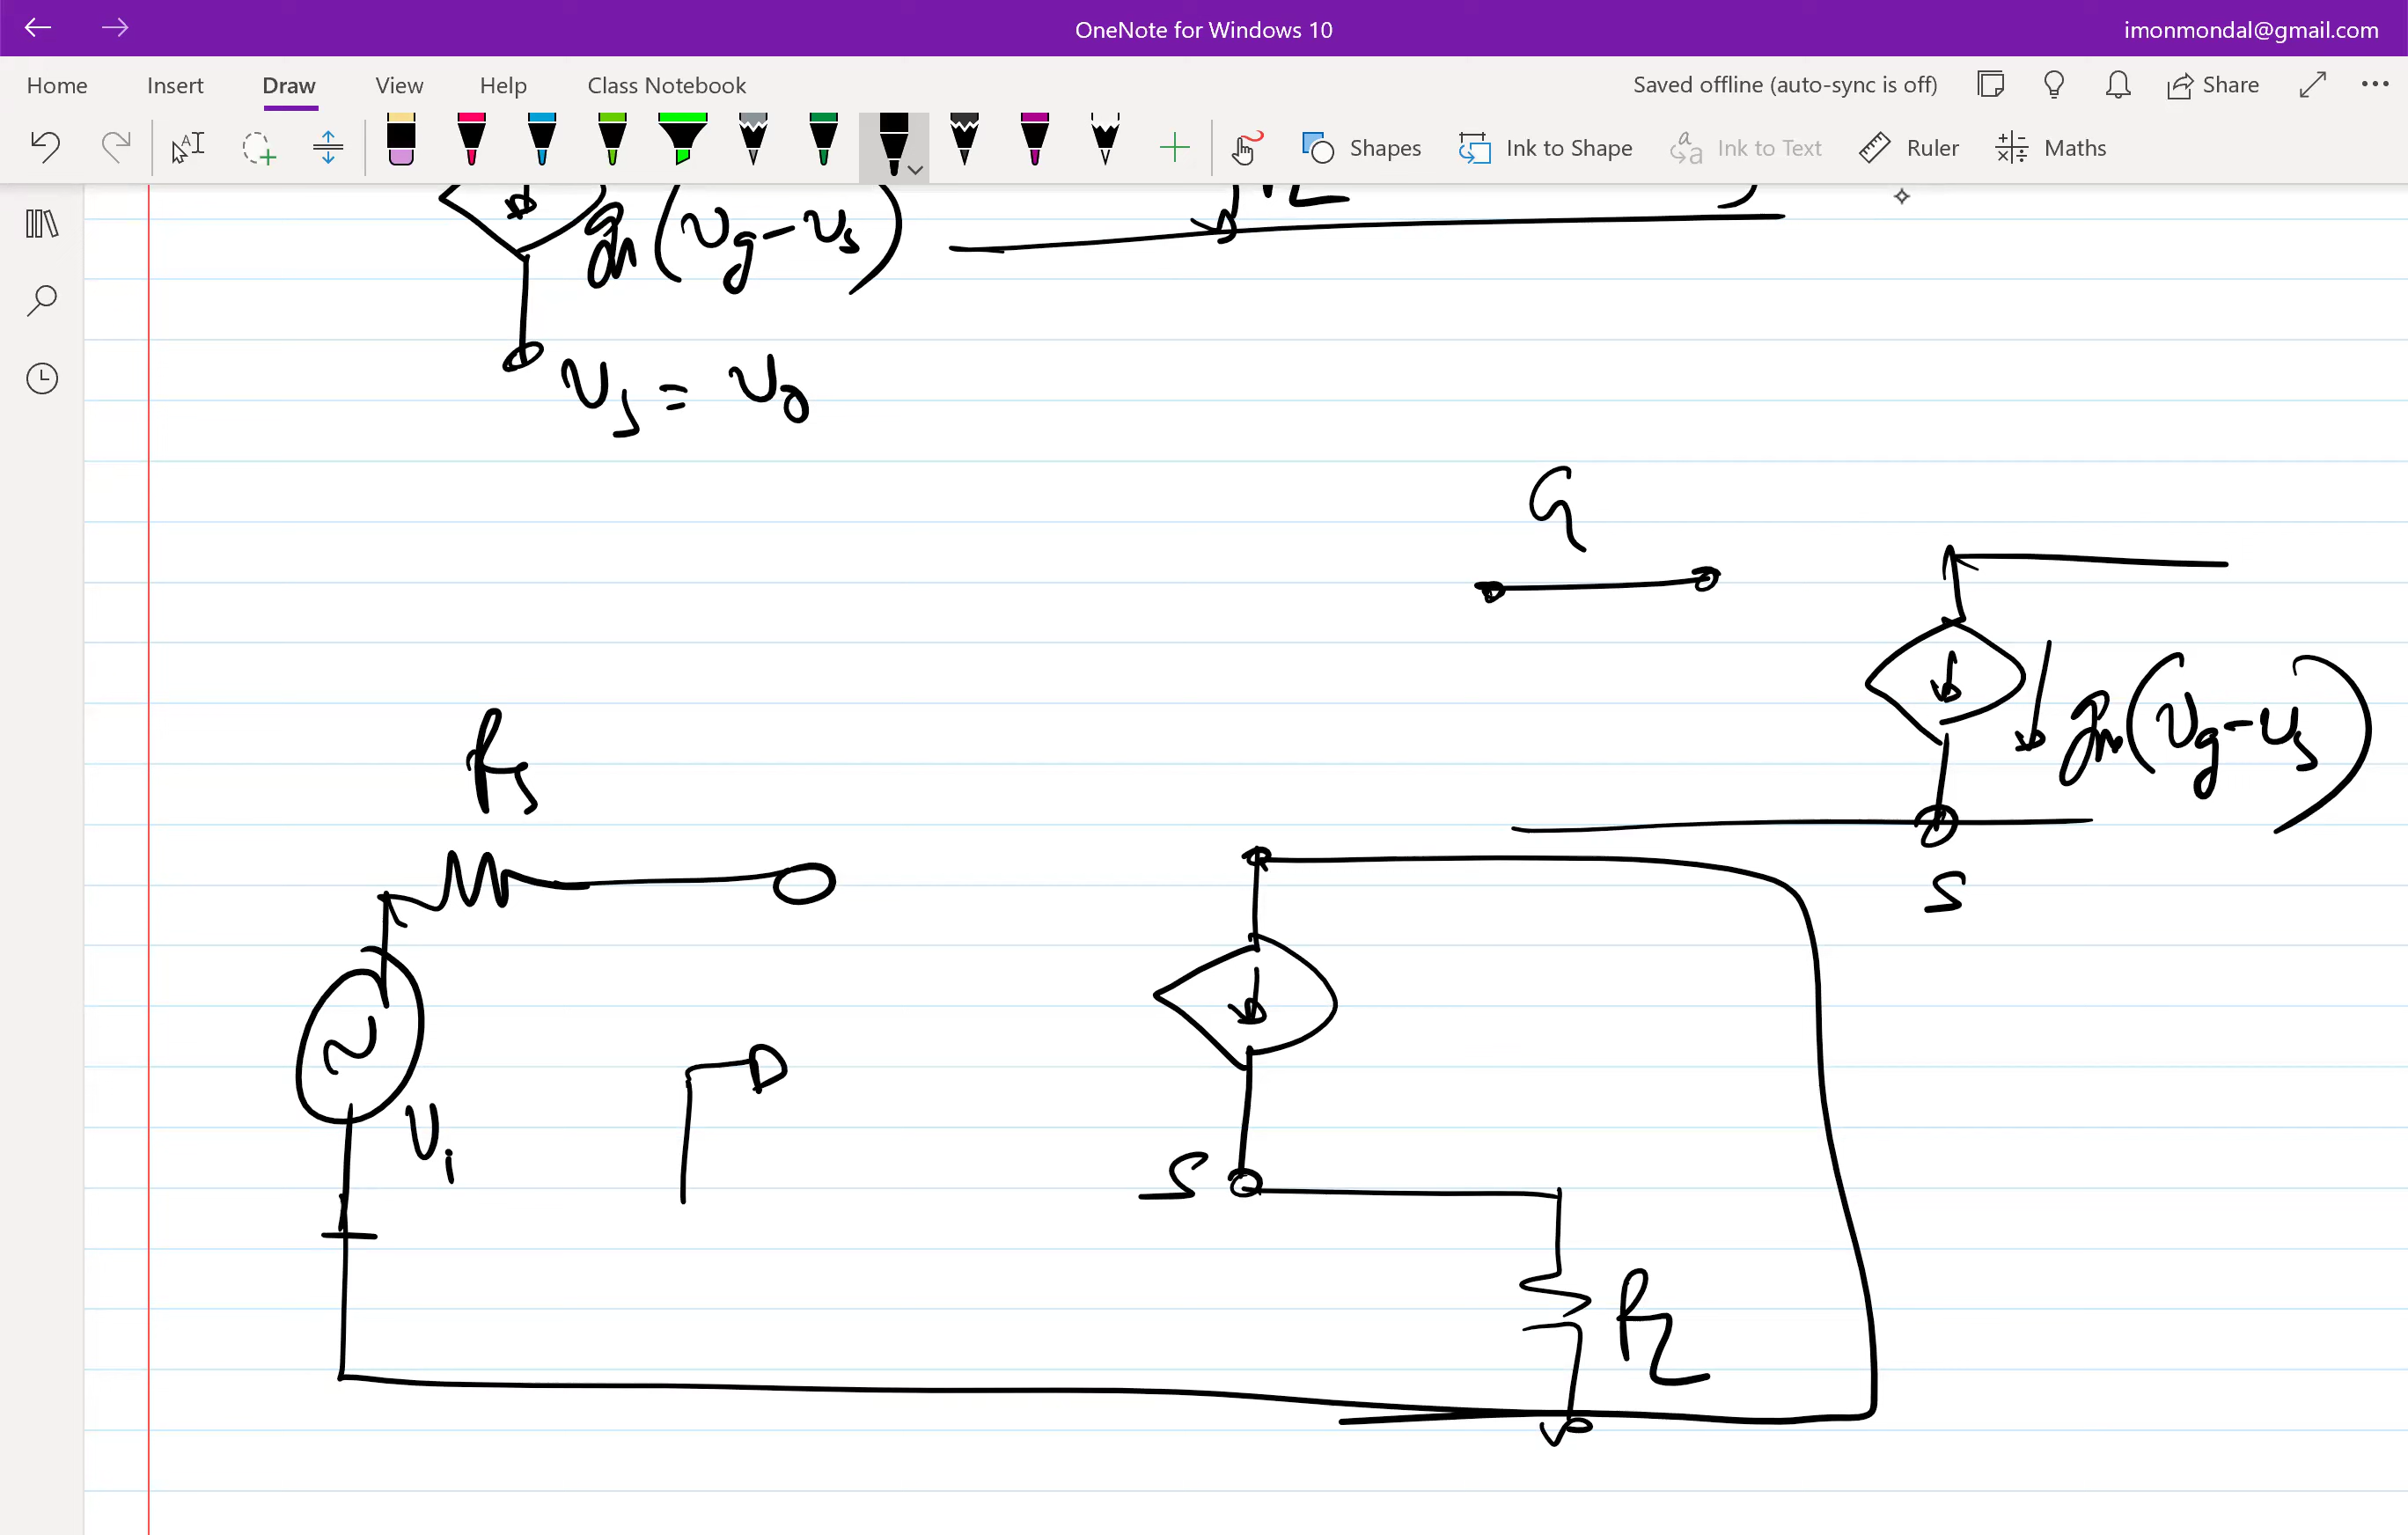 OneNote for Windows 10
imonmondal@gmail.com
Home Insert Draw View Help Class Notebook
Saved offline (auto-sync is off) Share
Shapes Ink to Shape Ink to Text Ruler Maths
gm(vg-vs)
vs = vo
G
gm(vg-vs)
Rs
S
vi
S
RL